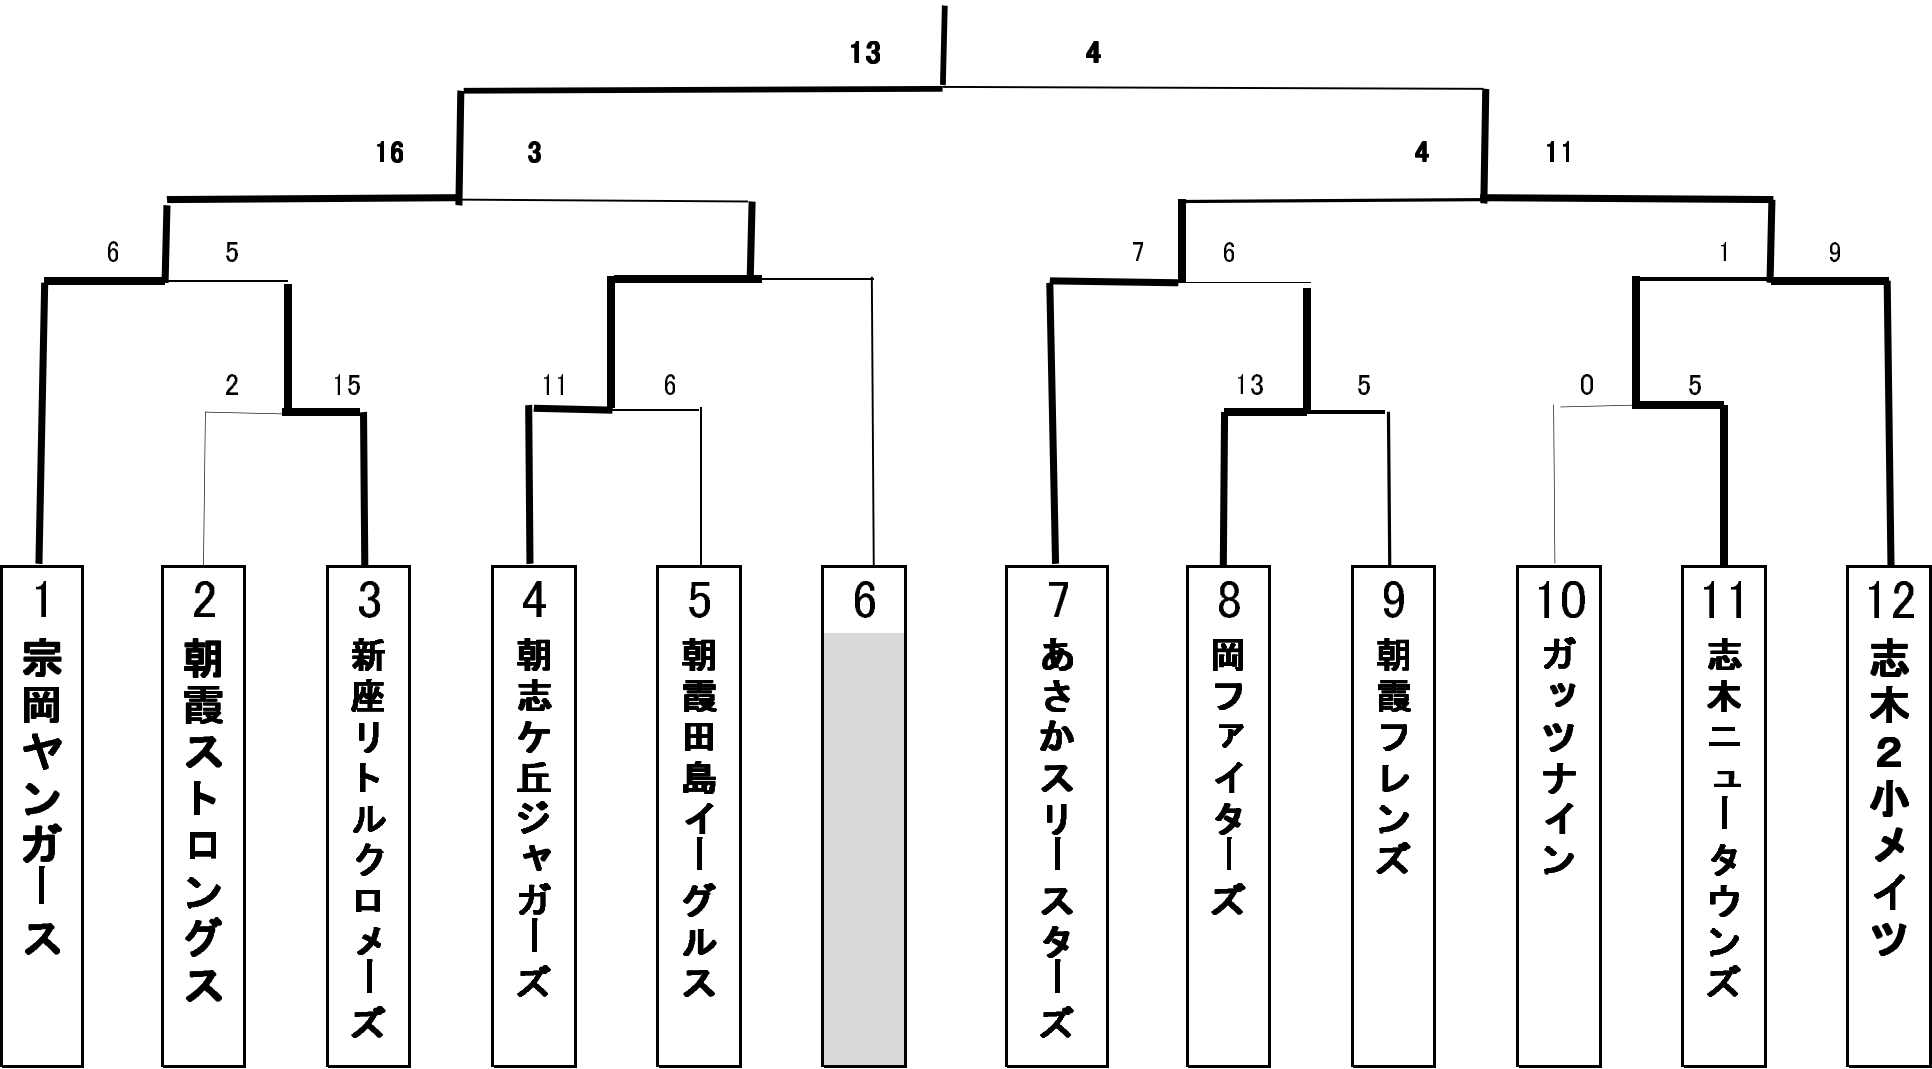 13 4
16 3 4 11
6 5 7 6 1 9
2 15 11 6 13 5 0 5
1 宗岡ヤンガース
2 朝霞ストロングス
3 新座リトルクロメーズ
4 朝志ケ丘ジャガーズ
5 朝霞田島イーグルス
6
7 あさかスリースターズ
8 岡ファイターズ
9 朝霞フレンズ
10 ガッツナイン
11 志木ニュータウンズ
12 志木2小メイツ